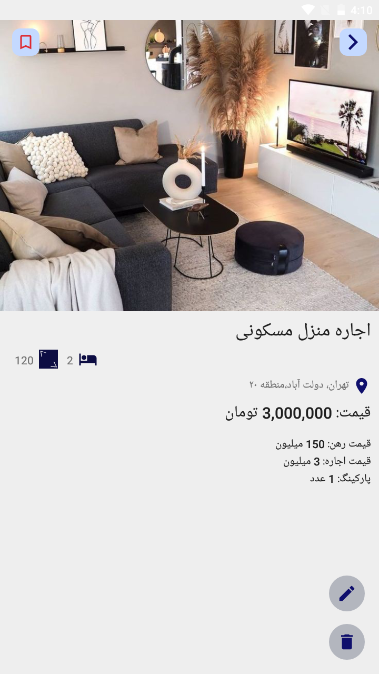 4:10
اجاره منزل مسکونی
120 2
تهران، دولت آباد،منطقه ۲۰
قیمت: 3,000,000 تومان
قیمت رهن: 150 میلیون
قیمت اجاره: 3 میلیون
پارکینگ: 1 عدد